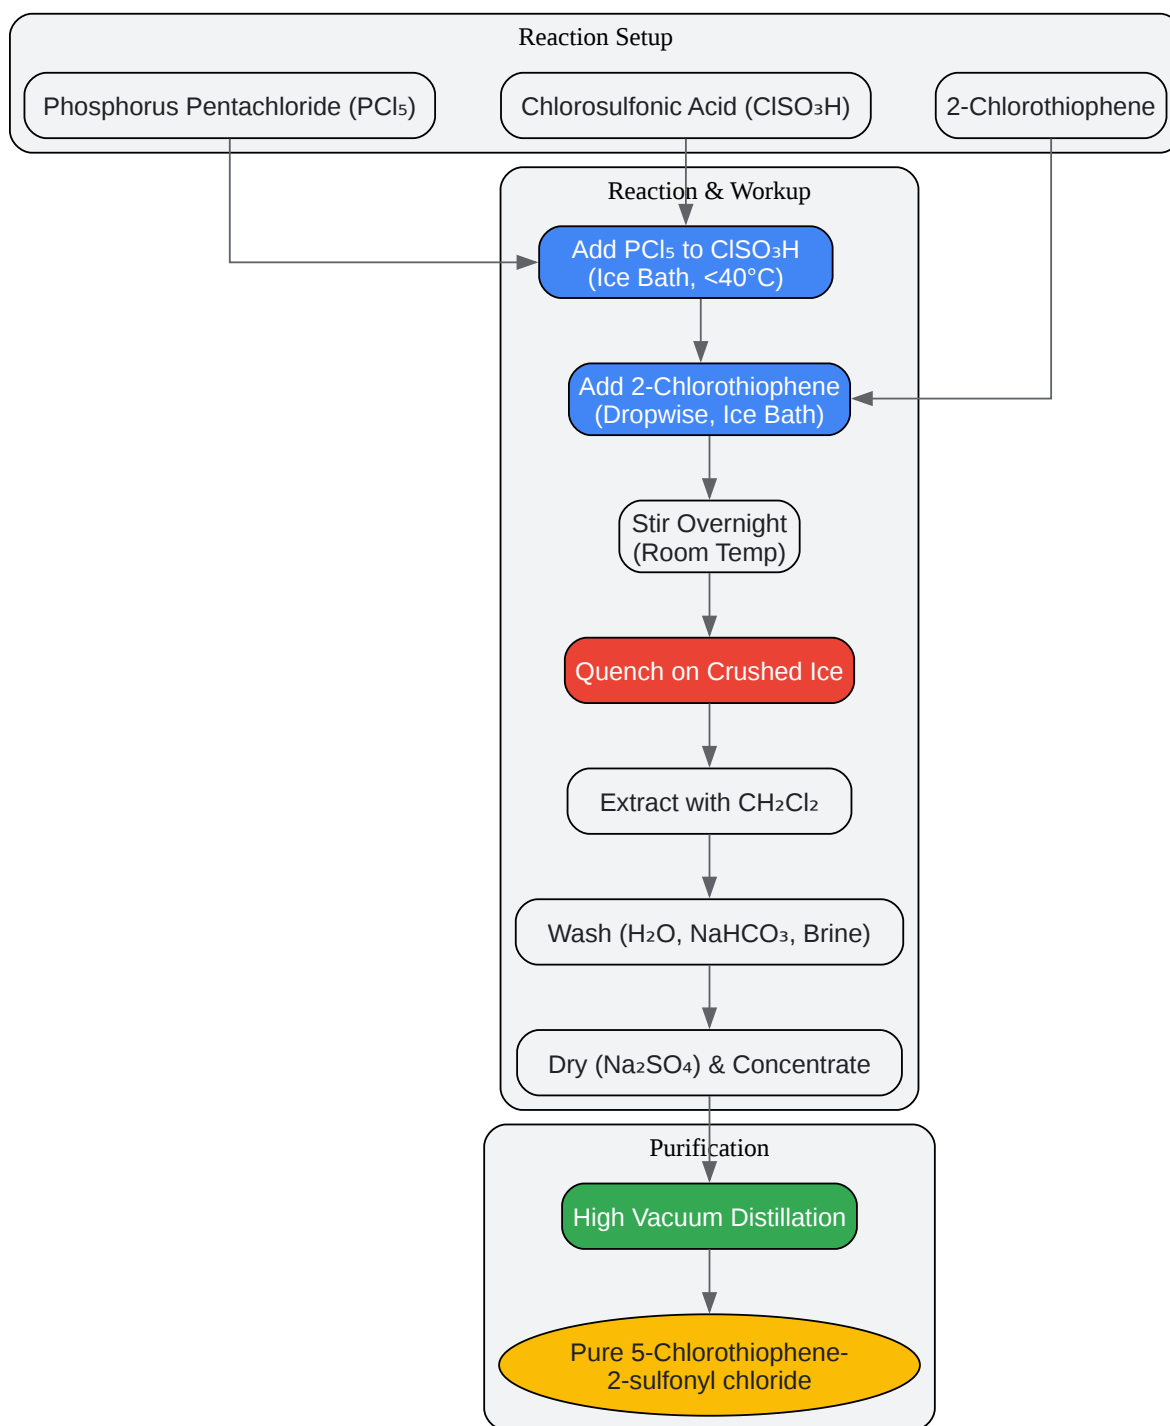 Reaction Setup
Phosphorus Pentachloride (PCl₅)
Chlorosulfonic Acid (ClSO₃H)
2-Chlorothiophene
Reaction & Workup
Add PCl₅ to ClSO₃H
(Ice Bath, <40°C)
Add 2-Chlorothiophene
(Dropwise, Ice Bath)
Stir Overnight
(Room Temp)
Quench on Crushed Ice
Extract with CH₂Cl₂
Wash (H₂O, NaHCO₃, Brine)
Dry (Na₂SO₄) & Concentrate
Purification
High Vacuum Distillation
Pure 5-Chlorothiophene-
2-sulfonyl chloride